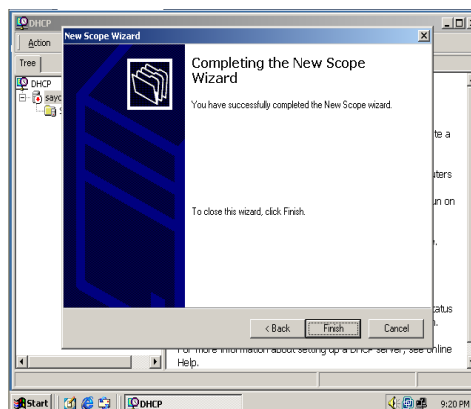 DHCP
New Scope Wizard
Action
Tree
DHCP
sayc
S
Completing the New Scope
Wizard
You have successfully completed the New Scope wizard.
To close this wizard, click Finish.
te a
uters
un on
tatus
< Back
Finish
Cancel
For more information about setting up a DHCP server, see online
Help.
Start
DHCP
9:20 PM